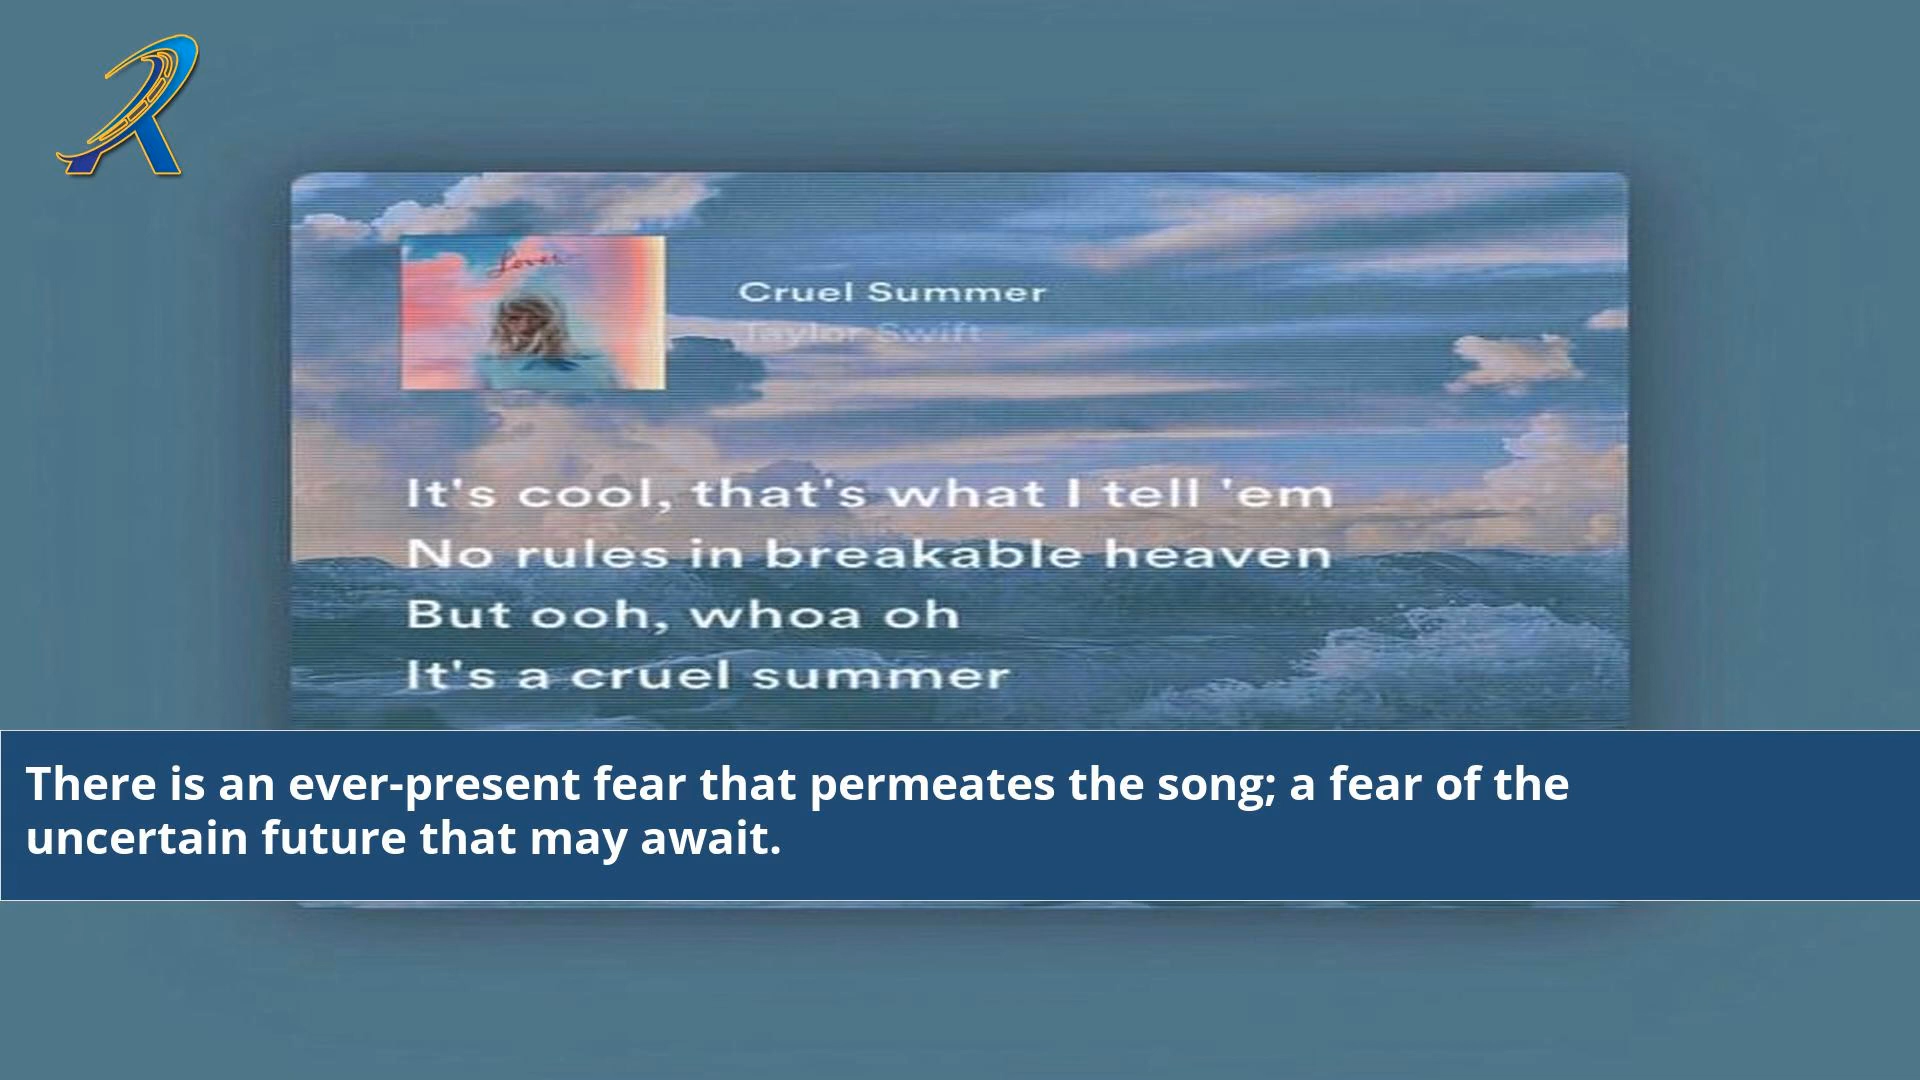 Lover
Cruel Summer
Taylor Swift
It's cool, that's what I tell 'em
No rules in breakable heaven
But ooh, whoa oh
It's a cruel summer
There is an ever-present fear that permeates the song; a fear of the
uncertain future that may await.